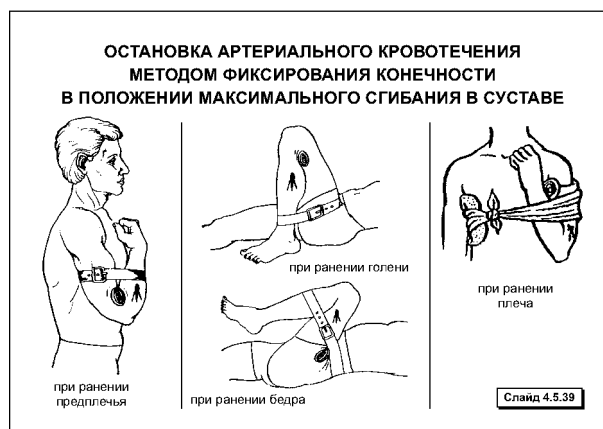 ОСТАНОВКА АРТЕРИАЛЬНОГО КРОВОТЕЧЕНИЯ
МЕТОДОМ ФИКСИРОВАНИЯ КОНЕЧНОСТИ
В ПОЛОЖЕНИИ МАКСИМАЛЬНОГО СГИБАНИЯ В СУСТАВЕ
при ранении
предплечья
при ранении голени
при ранении бедра
при ранении
плеча
Слайд 4.5.39